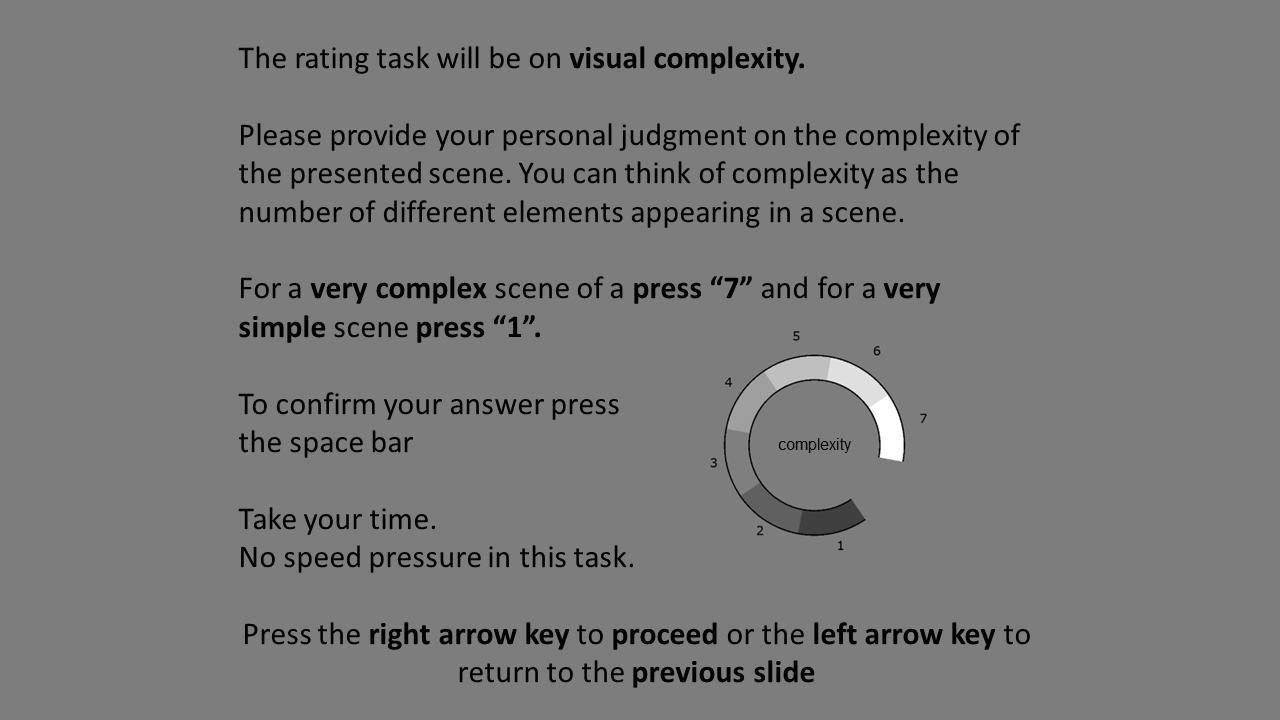 The rating task will be on visual complexity.
Please provide your personal judgment on the complexity of
the presented scene. You can think of complexity as the
number of different elements appearing in a scene.
For a very complex scene of a press “7” and for a very
simple scene press “1”.
To confirm your answer press
the space bar
Take your time.
No speed pressure in this task.
5
6
4
7
complexity
3
2
1
Press the right arrow key to proceed or the left arrow key to
return to the previous slide